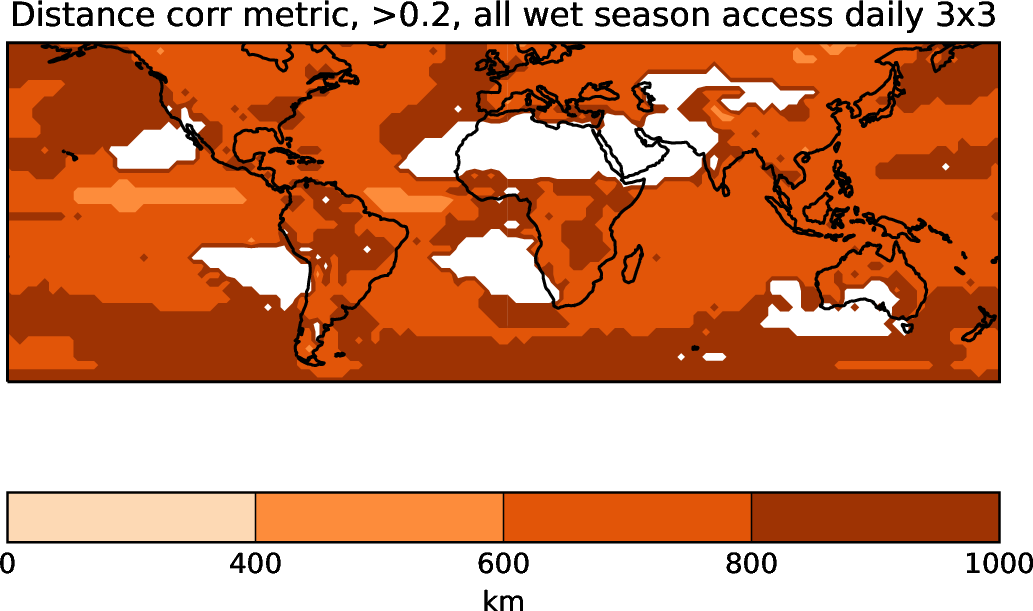 Distance corr metric, >0.2, all wet season access daily 3x3
0 400 600 800 1000
km